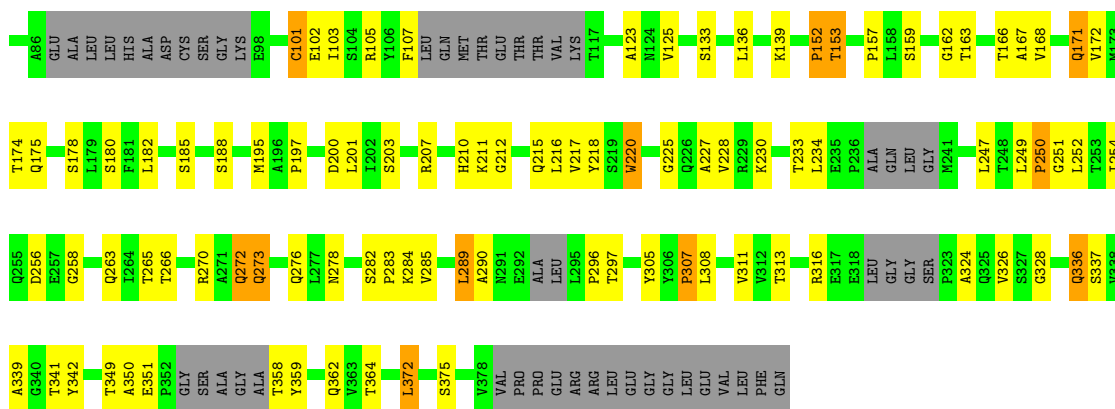 A86 GLU ALA LEU LEU HIS ALA ASP CYS SER GLY LYS E98 C101 E102 I103 S104 R105 Y106 F107 LEU GLN MET THR GLU THR THR VAL LYS T117 A123 N124 V125 S133 L136 K139 P152 T153 P157 L158 S159 G162 T163 T166 A167 V168 Q171 V172 M173
T174 Q175 S178 L179 S180 F181 L182 S185 S188 M195 A196 P197 D200 L201 I202 S203 R207 H210 K211 G212 Q215 L216 V217 Y218 S219 W220 G225 Q226 A227 V228 R229 K230 T233 L234 E235 P236 ALA GLN LEU GLY M241 L247 T248 L249 P250 G251 L252 T253 I254
Q255 D256 E257 G258 Q263 I264 T265 T266 R270 A271 Q272 Q273 Q276 L277 N278 S282 P283 K284 V285 L289 A290 N291 E292 ALA LEU L295 P296 T297 Y305 Y306 P307 L308 V311 V312 T313 R316 E317 E318 LEU GLY GLY SER P323 A324 Q325 V326 S327 G328 Q336 S337 V338
A339 G340 T341 Y342 T349 A350 E351 P352 GLY SER ALA GLY ALA T358 Y359 Q362 V363 T364 L372 S375 V378 VAL PRO PRO GLU ARG ARG LEU GLU GLY GLY LEU GLU VAL LEU PHE GLN